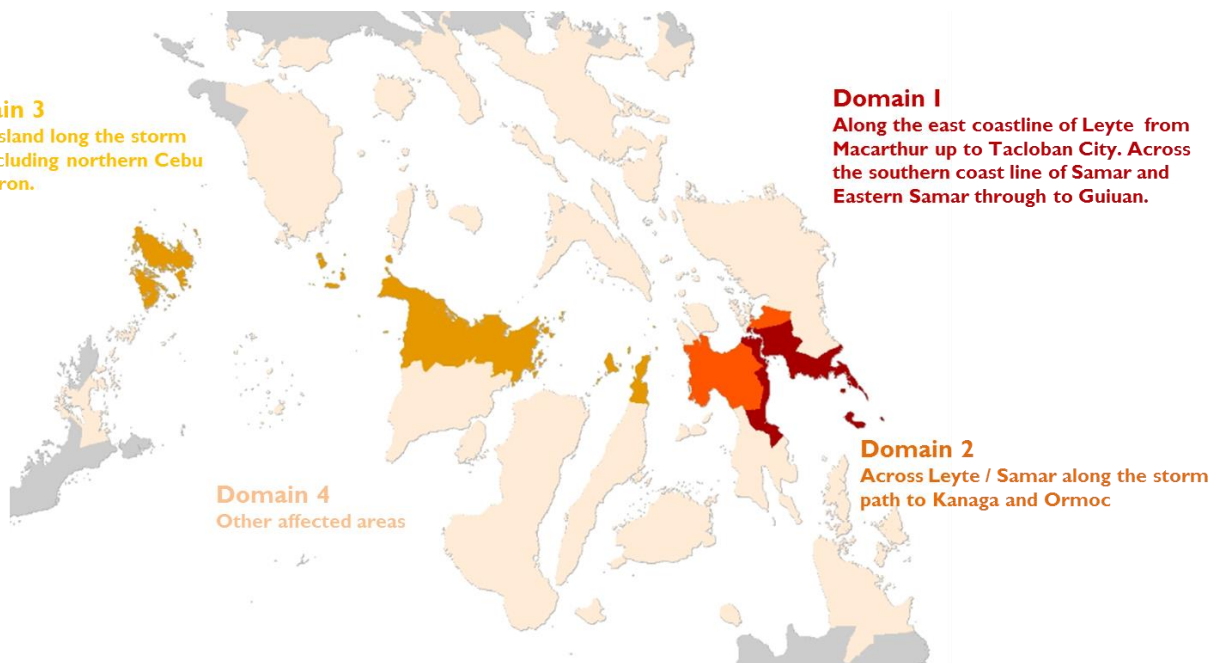 ain 3
sland long the storm
cluding northern Cebu
ron.
Domain 1
Along the east coastline of Leyte from
Macarthur up to Tacloban City. Across
the southern coast line of Samar and
Eastern Samar through to Guiuan.
Domain 2
Across Leyte / Samar along the storm
path to Kanaga and Ormoc
Domain 4
Other affected areas